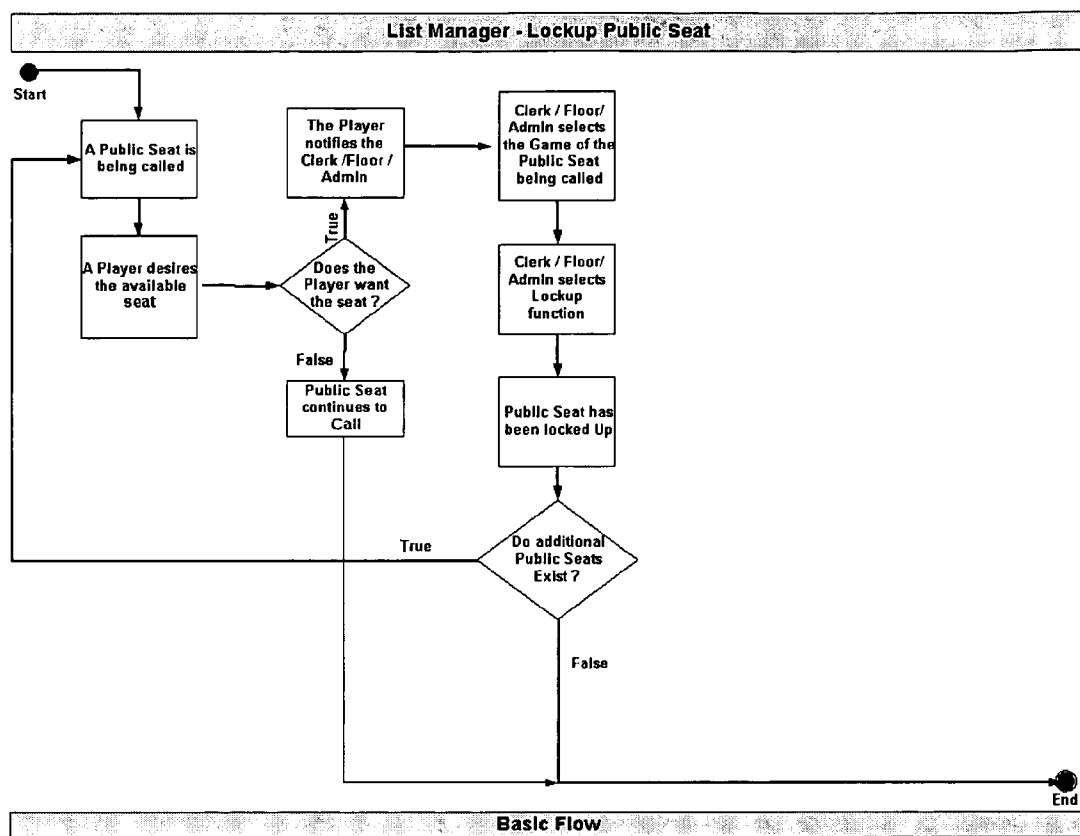 List Manager - Lockup Public Seat
Start
A Public Seat is
being called
A Player desires
the available
seat
Does the
Player want
the seat ?
True
The Player
notifies the
Clerk /Floor /
Admin
False
Public Seat
continues to
Call
Clerk / Floor/
Admin selects
the Game of the
Public Seat
being called
Clerk / Floor/
Admin selects
Lockup
function
Public Seat has
been locked Up
Do additional
Public Seats
Exist ?
True
False
End
Basic Flow